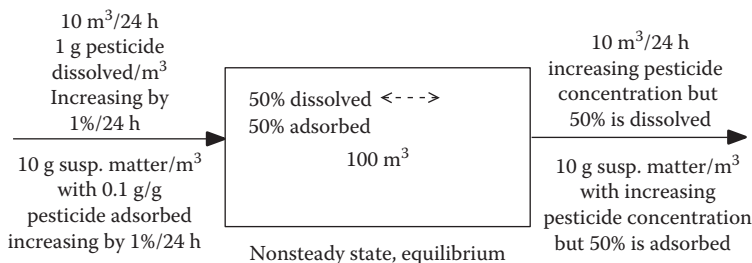 10 m³/24 h
1 g pesticide
dissolved/m³
Increasing by
1%/24 h
10 g susp. matter/m³
with 0.1 g/g
pesticide adsorbed
increasing by 1%/24 h
50% dissolved
50% adsorbed
100 m³
Nonsteady state, equilibrium
10 m³/24 h
increasing pesticide
concentration but
50% is dissolved
10 g susp. matter/m³
with increasing
pesticide concentration
but 50% is adsorbed